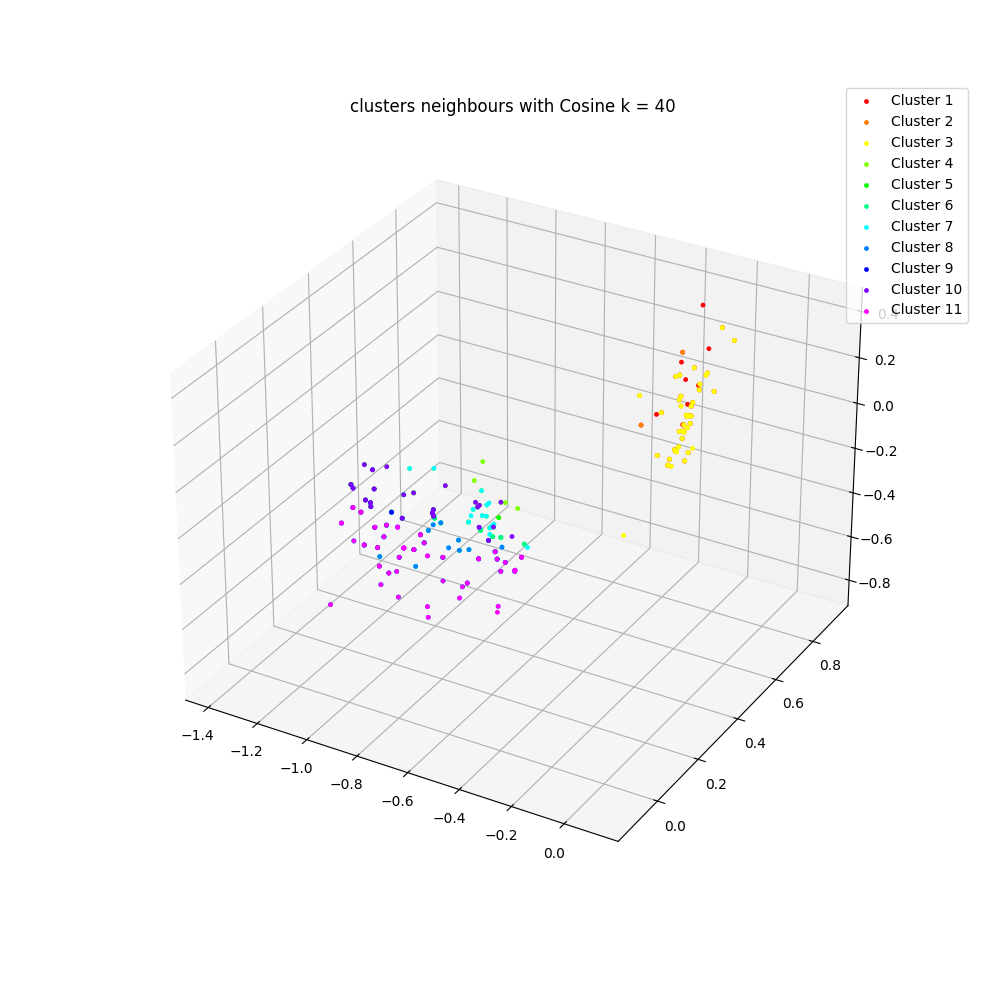 clusters neighbours with Cosine k = 40
Cluster 1
Cluster 2
Cluster 3
Cluster 4
Cluster 5
Cluster 6
Cluster 7
Cluster 8
Cluster 9
Cluster 10
Cluster 11
0.4
0.2
0.0
−0.2
−0.4
−0.6
−0.8
0.8
0.6
0.4
0.2
0.0
−1.4
−1.2
−1.0
−0.8
−0.6
−0.4
−0.2
0.0